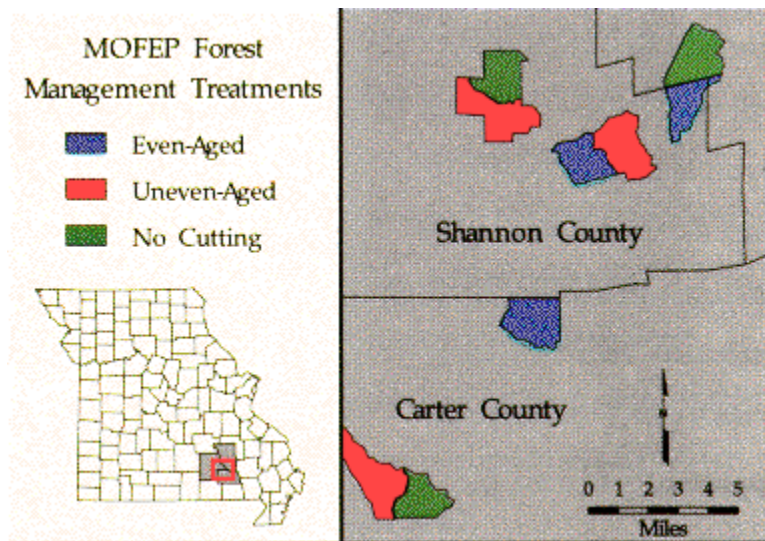 MOFEP Forest
Management Treatments
Even-Aged
Uneven-Aged
No Cutting
Shannon County
Carter County
0 1 2 3 4 5
Miles